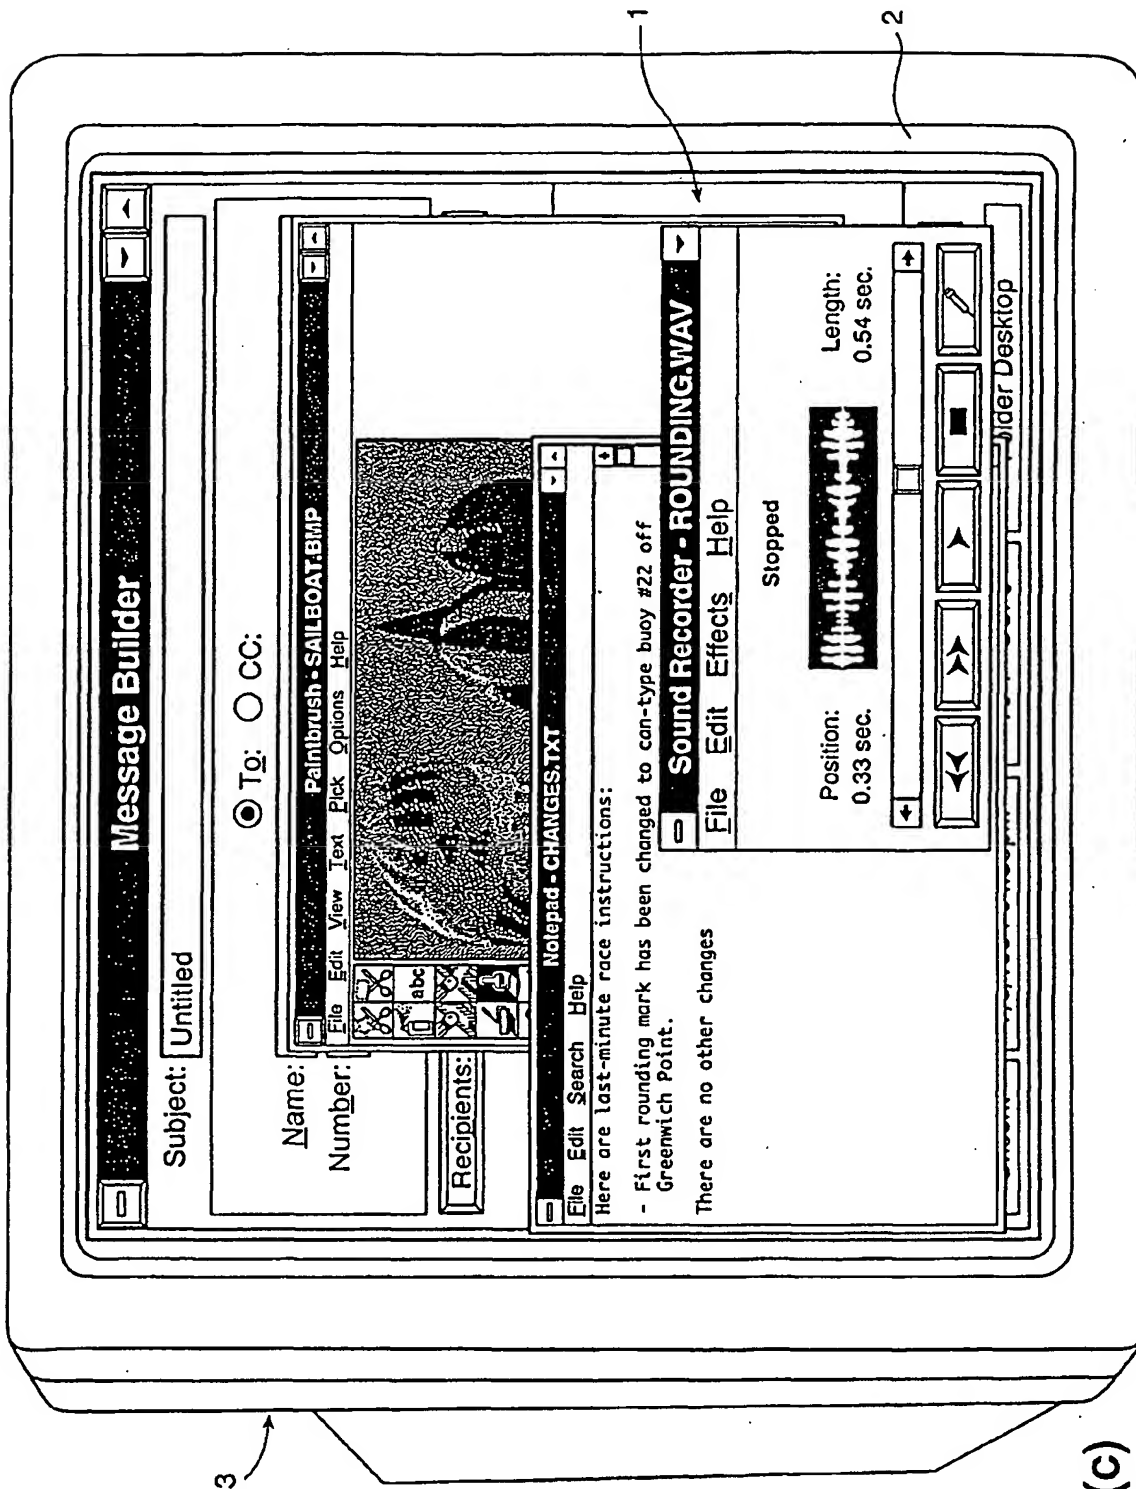 Message Builder
Subject: Untitled
To: CC:
Name:
Number:
Recipients:
Paintbrush - SAILBOAT.BMP
File Edit View Text Pick Options Help
abc
Notepad - CHANGES.TXT
File Edit Search Help
Here are last-minute race instructions:
- First rounding mark has been changed to can-type buoy #22 off
Greenwich Point.
There are no other changes
Sound Recorder - ROUNDING.WAV
File Edit Effects Help
Stopped
Position: Length:
0.33 sec. 0.54 sec.
Desktop
1
2
3
(c)